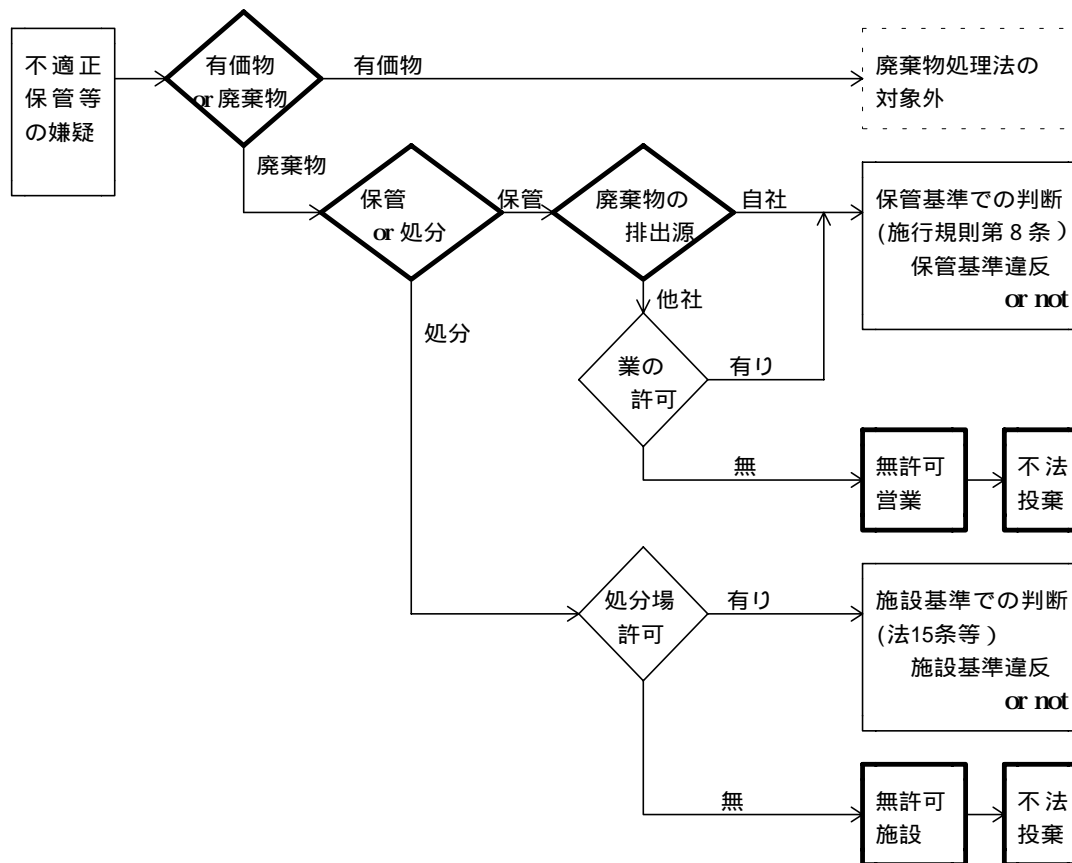 不適正
保管等
の嫌疑
有価物
or 廃棄物
有価物
廃棄物処理法の
対象外
廃棄物
保管
or 処分
保管
廃棄物の
排出源
自社
保管基準での判断
(施行規則第８条）
保管基準違反
or not
他社
処分
業の
許可
有り
無
無許可
営業
不法
投棄
処分場
許可
有り
施設基準での判断
(法15条等）
施設基準違反
or not
無
無許可
施設
不法
投棄